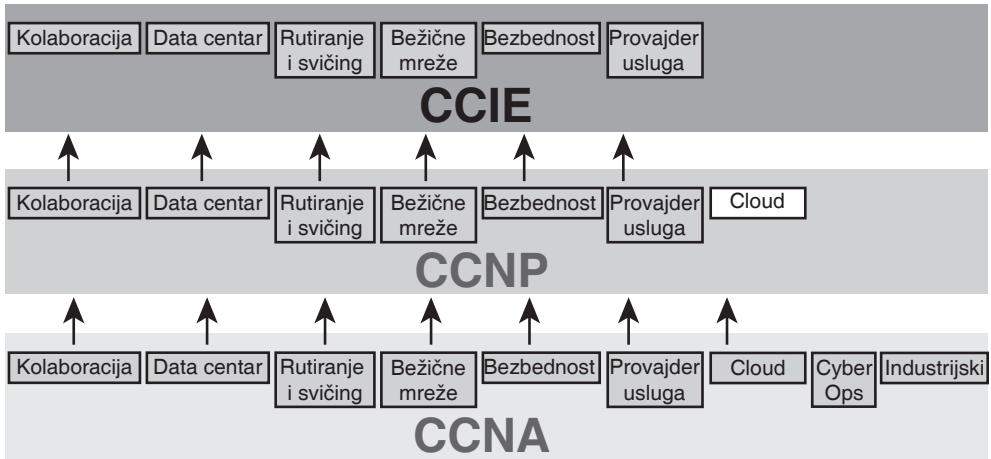 Kolaboracija
Data centar
Rutiranje
i svičing
Bežične
mreže
Bezbednost
Provajder
usluga
CCIE
Kolaboracija
Data centar
Rutiranje
i svičing
Bežične
mreže
Bezbednost
Provajder
usluga
Cloud
CCNP
Kolaboracija
Data centar
Rutiranje
i svičing
Bežične
mreže
Bezbednost
Provajder
usluga
Cloud
Cyber
Ops
Industrijski
CCNA